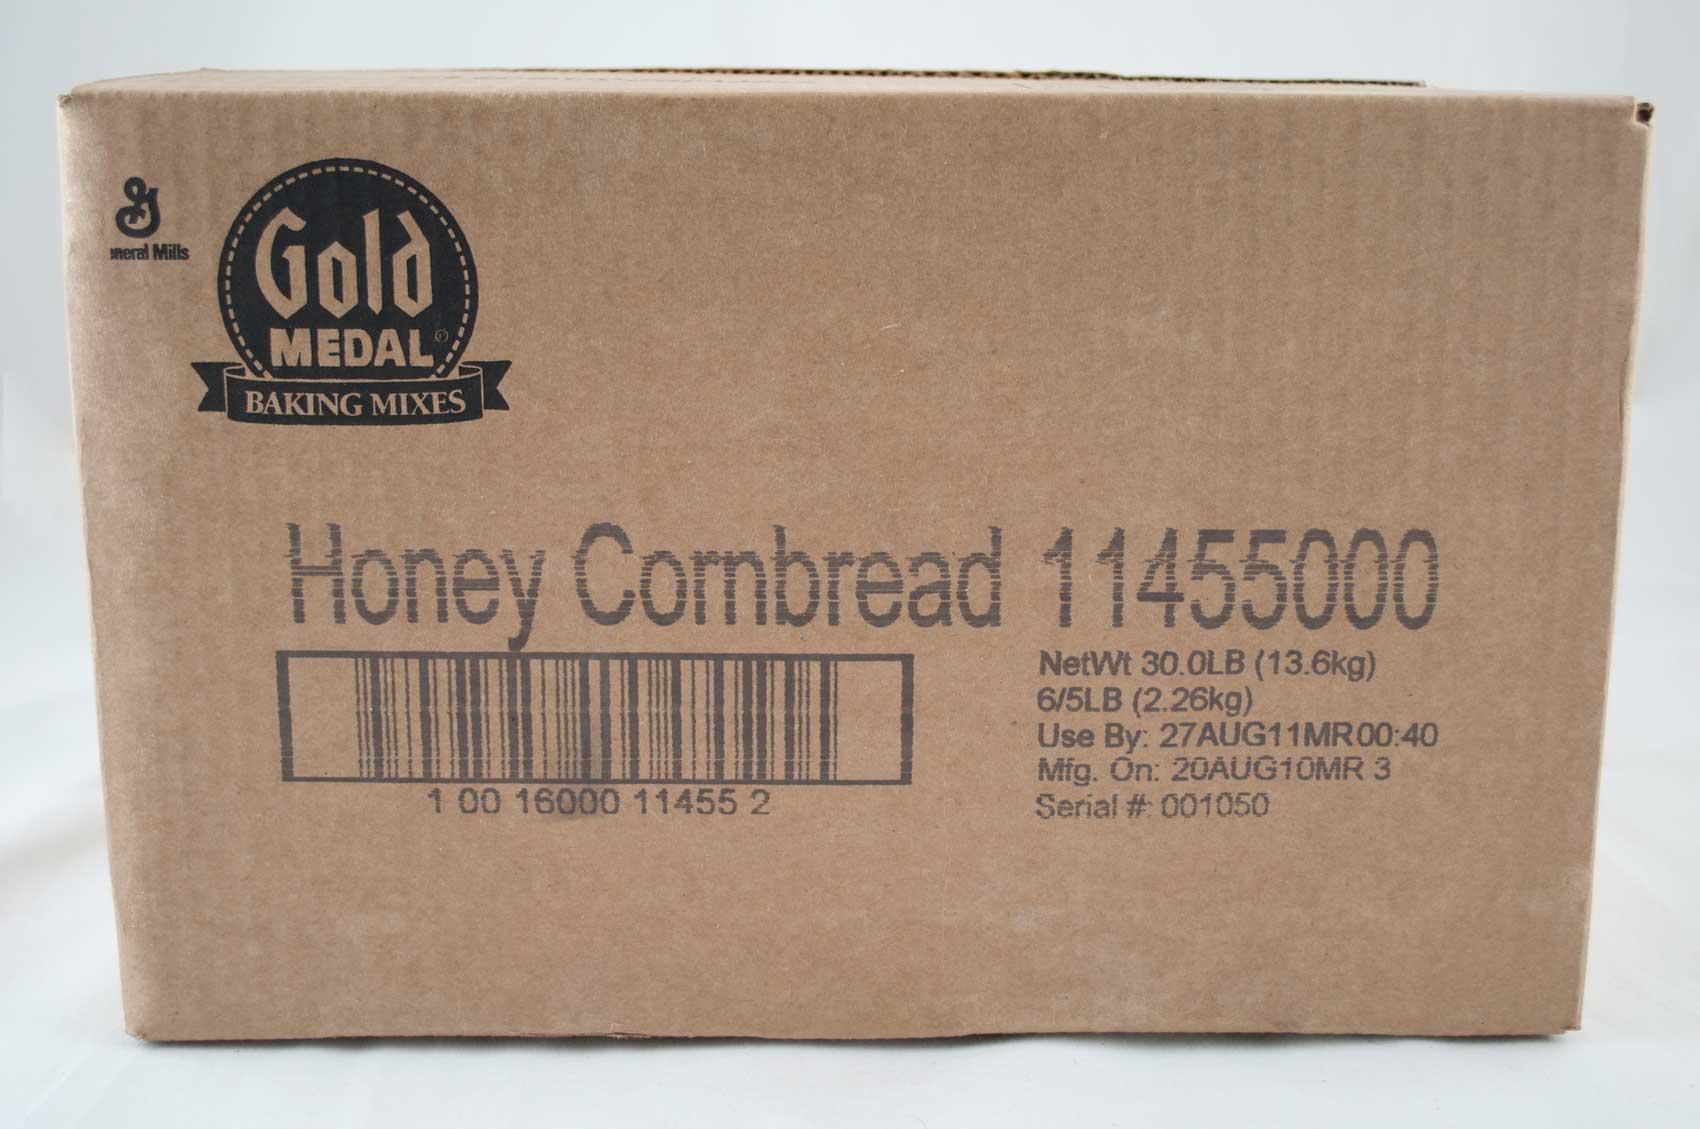 Gold
MEDAL®
BAKING MIXES
neral Mills
Honey Cornbread 11455000
NetWt 30.0LB (13.6kg)
6/5LB (2.26kg)
Use By: 27AUG11MR00:40
Mfg. On: 20AUG10MR 3
Serial #: 001050
1 00 16000 11455 2